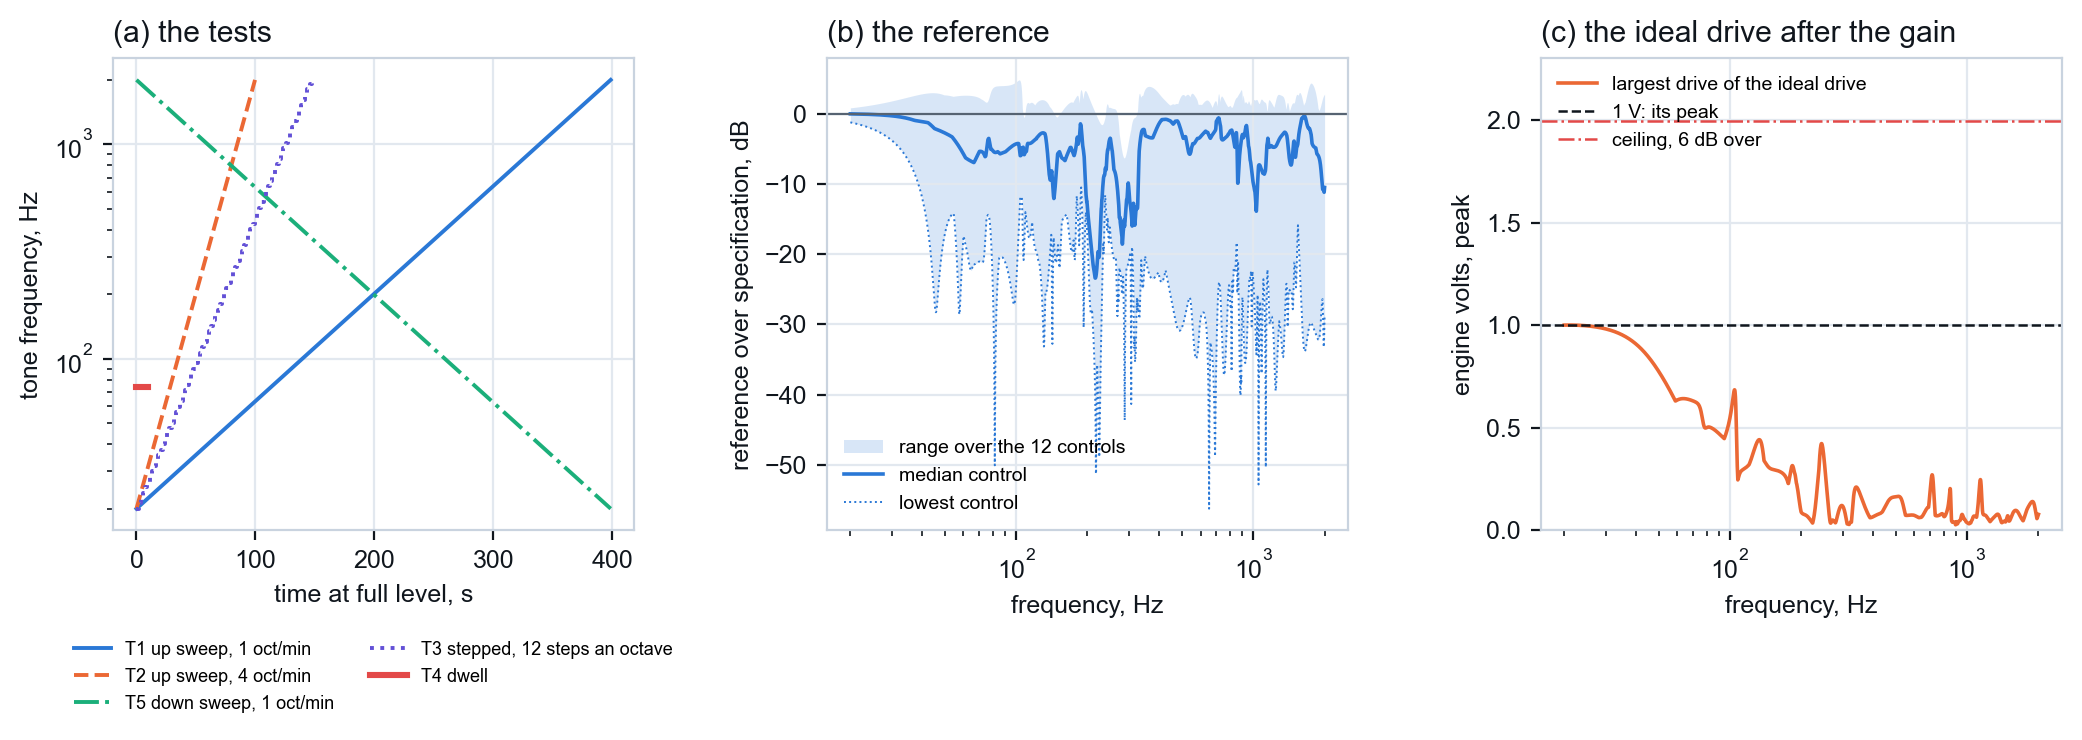 (a) the tests
tone frequency, Hz
10^3
10^2
0 100 200 300 400
time at full level, s
T1 up sweep, 1 oct/min
T2 up sweep, 4 oct/min
T5 down sweep, 1 oct/min
T3 stepped, 12 steps an octave
T4 dwell
(b) the reference
reference over specification, dB
0
−10
−20
−30
−40
−50
range over the 12 controls
median control
lowest control
10^2 10^3
frequency, Hz
(c) the ideal drive after the gain
engine volts, peak
2.0
1.5
1.0
0.5
0.0
largest drive of the ideal drive
1 V: its peak
ceiling, 6 dB over
10^2 10^3
frequency, Hz